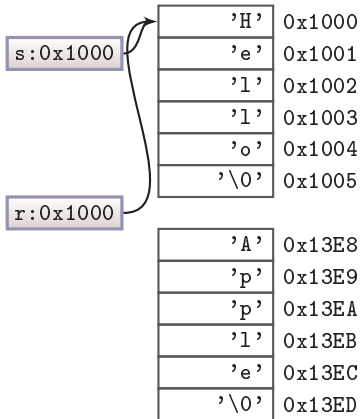 'H' 0x1000
s:0x1000 'e' 0x1001
'l' 0x1002
'l' 0x1003
'o' 0x1004
'\0' 0x1005
r:0x1000
'A' 0x13E8
'p' 0x13E9
'p' 0x13EA
'l' 0x13EB
'e' 0x13EC
'\0' 0x13ED